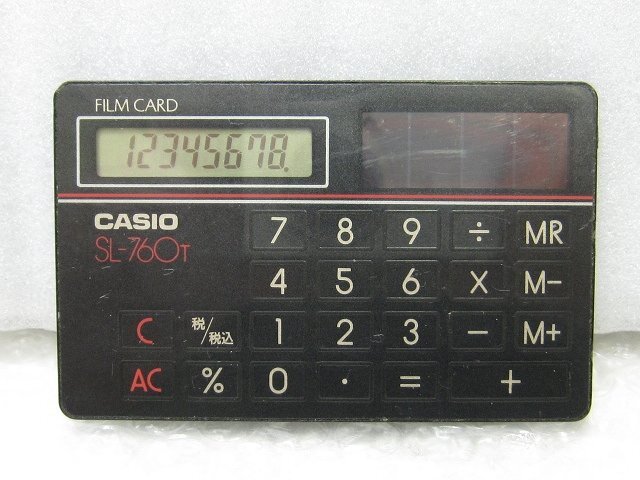 FILM CARD
12345678.
CASIO
SL-760T
7 8 9 ÷ MR
4 5 6 × M-
C 税/税込 1 2 3 - M+
AC % 0 · = +